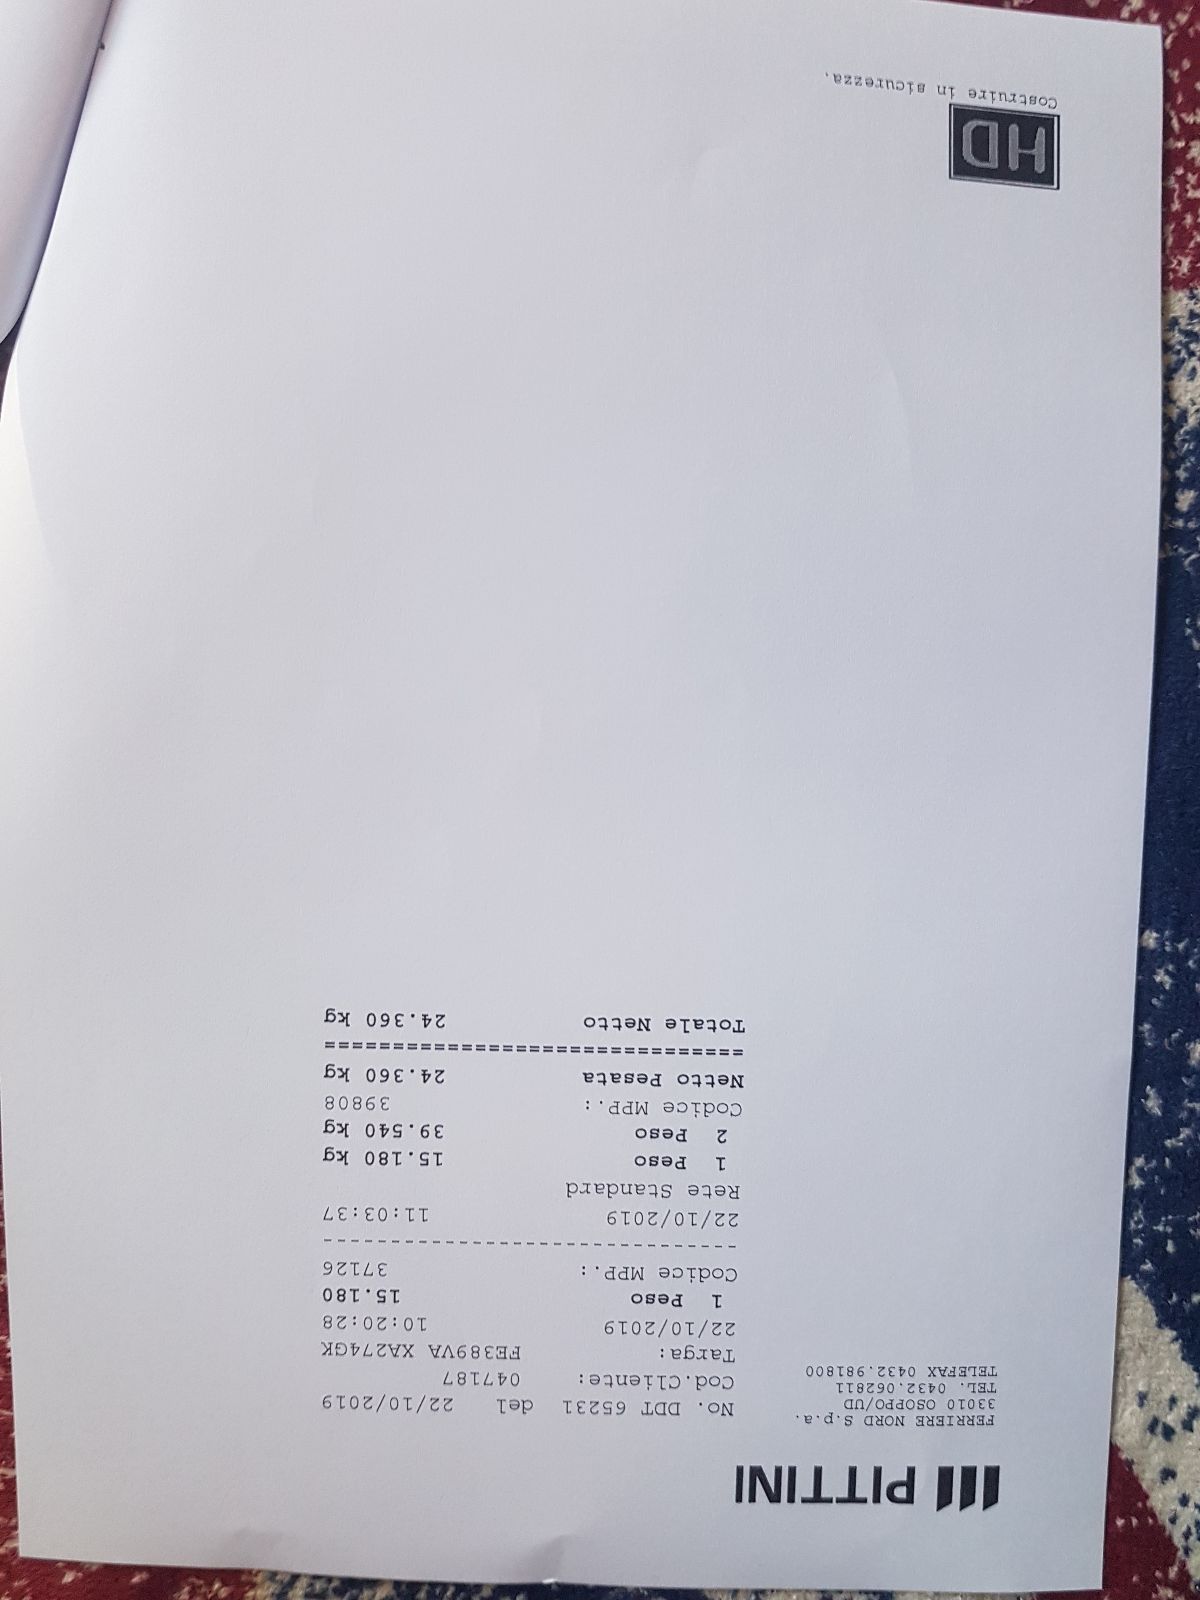 PITTINI
FERRIERE NORD S.p.a.
33010 OSOPPO/UD
TEL. 0432.062811
TELEFAX 0432.981800
No. DDT 65231 del 22/10/2019
Cod.Cliente: 047187
Targa: FE389VA XA274GK
22/10/2019 10:20:28
1 Peso 15.180
Codice MPP.: 37126
--------------------------------
22/10/2019 11:03:37
Rete Standard
1 Peso 15.180 kg
2 Peso 39.540 kg
Codice MPP.: 39808
Netto Pesata 24.360 kg
================================
Totale Netto 24.360 kg
HD
Costruire in sicurezza.